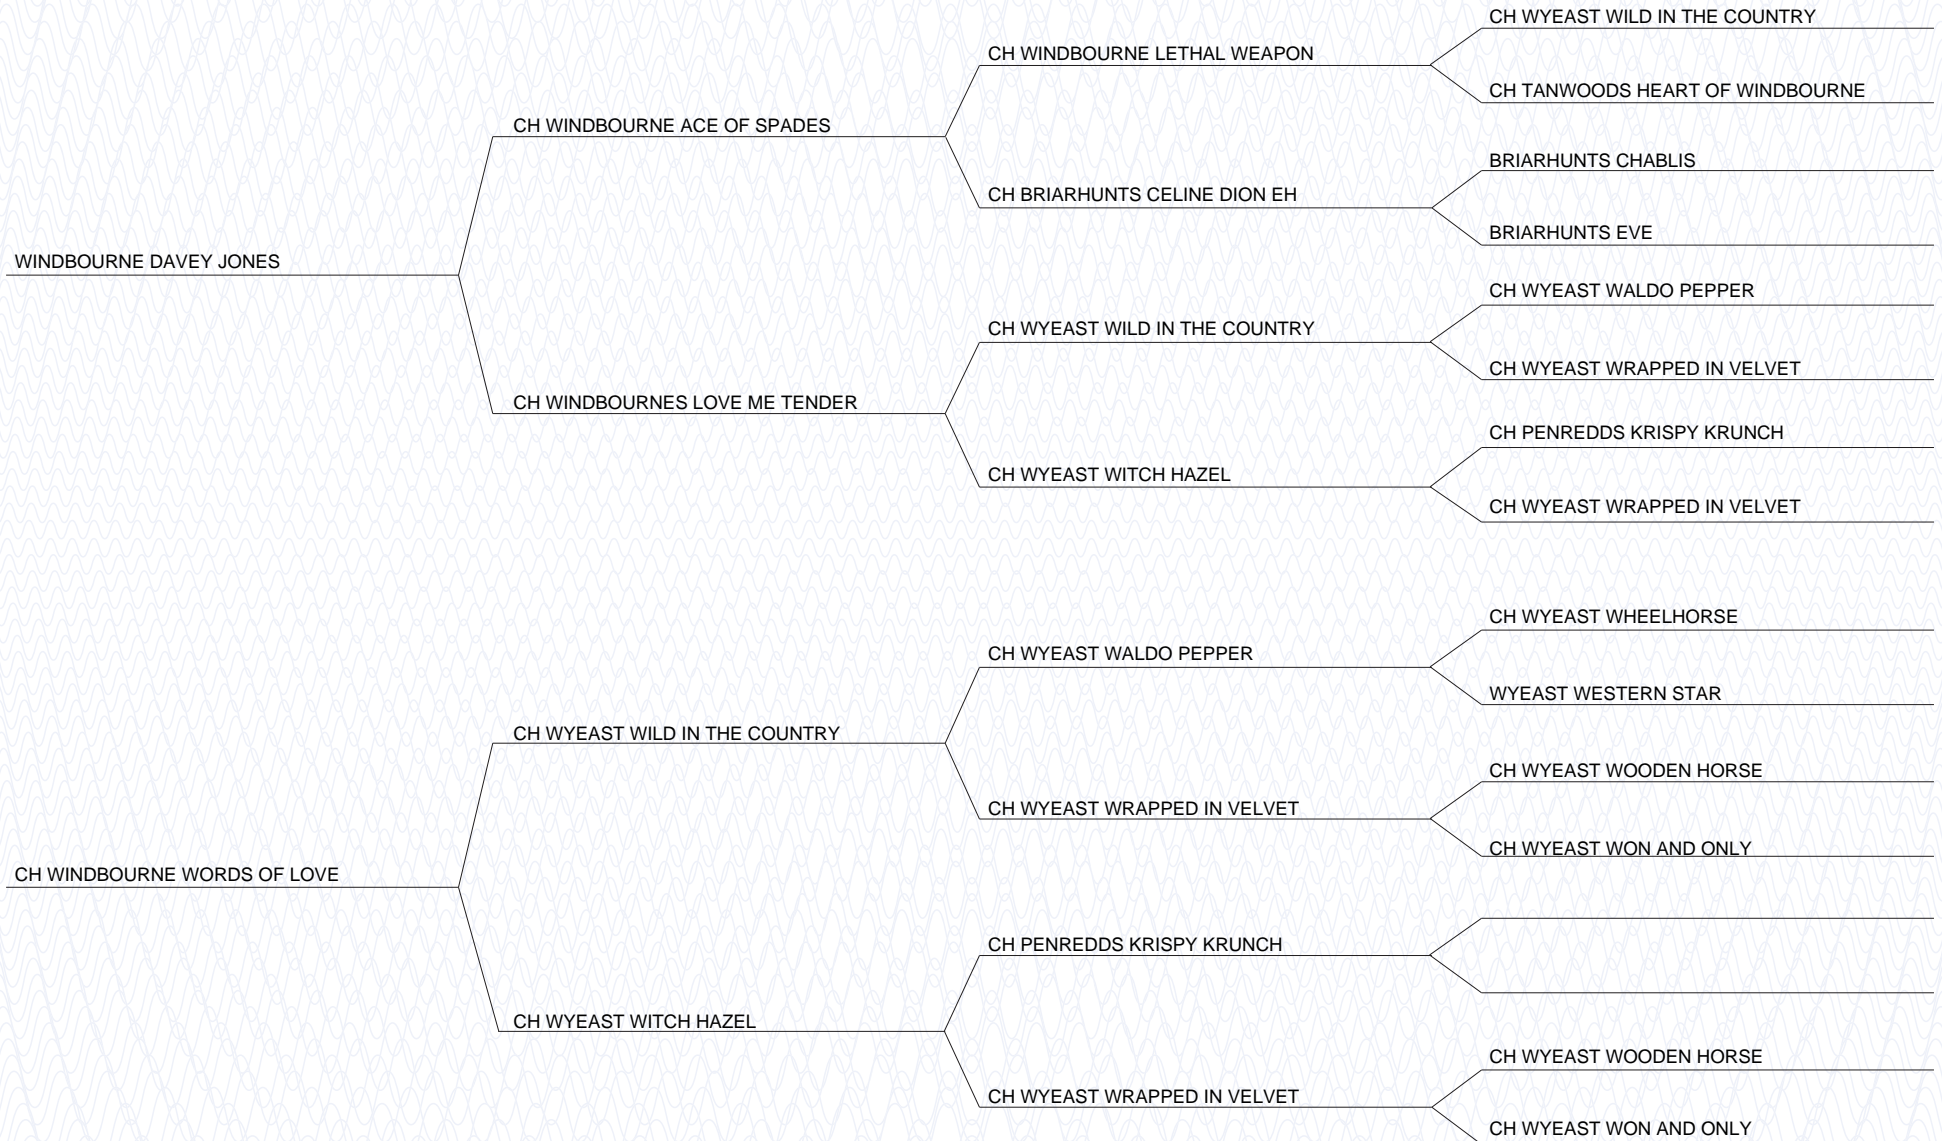 CH WYEAST WILD IN THE COUNTRY
CH WINDBOURNE LETHAL WEAPON
CH TANWOODS HEART OF WINDBOURNE
CH WINDBOURNE ACE OF SPADES
BRIARHUNTS CHABLIS
CH BRIARHUNTS CELINE DION EH
BRIARHUNTS EVE
WINDBOURNE DAVEY JONES
CH WYEAST WALDO PEPPER
CH WYEAST WILD IN THE COUNTRY
CH WYEAST WRAPPED IN VELVET
CH WINDBOURNES LOVE ME TENDER
CH PENREDDS KRISPY KRUNCH
CH WYEAST WITCH HAZEL
CH WYEAST WRAPPED IN VELVET
CH WYEAST WHEELHORSE
CH WYEAST WALDO PEPPER
WYEAST WESTERN STAR
CH WYEAST WILD IN THE COUNTRY
CH WYEAST WOODEN HORSE
CH WYEAST WRAPPED IN VELVET
CH WYEAST WON AND ONLY
CH WINDBOURNE WORDS OF LOVE
CH PENREDDS KRISPY KRUNCH
CH WYEAST WITCH HAZEL
CH WYEAST WOODEN HORSE
CH WYEAST WRAPPED IN VELVET
CH WYEAST WON AND ONLY